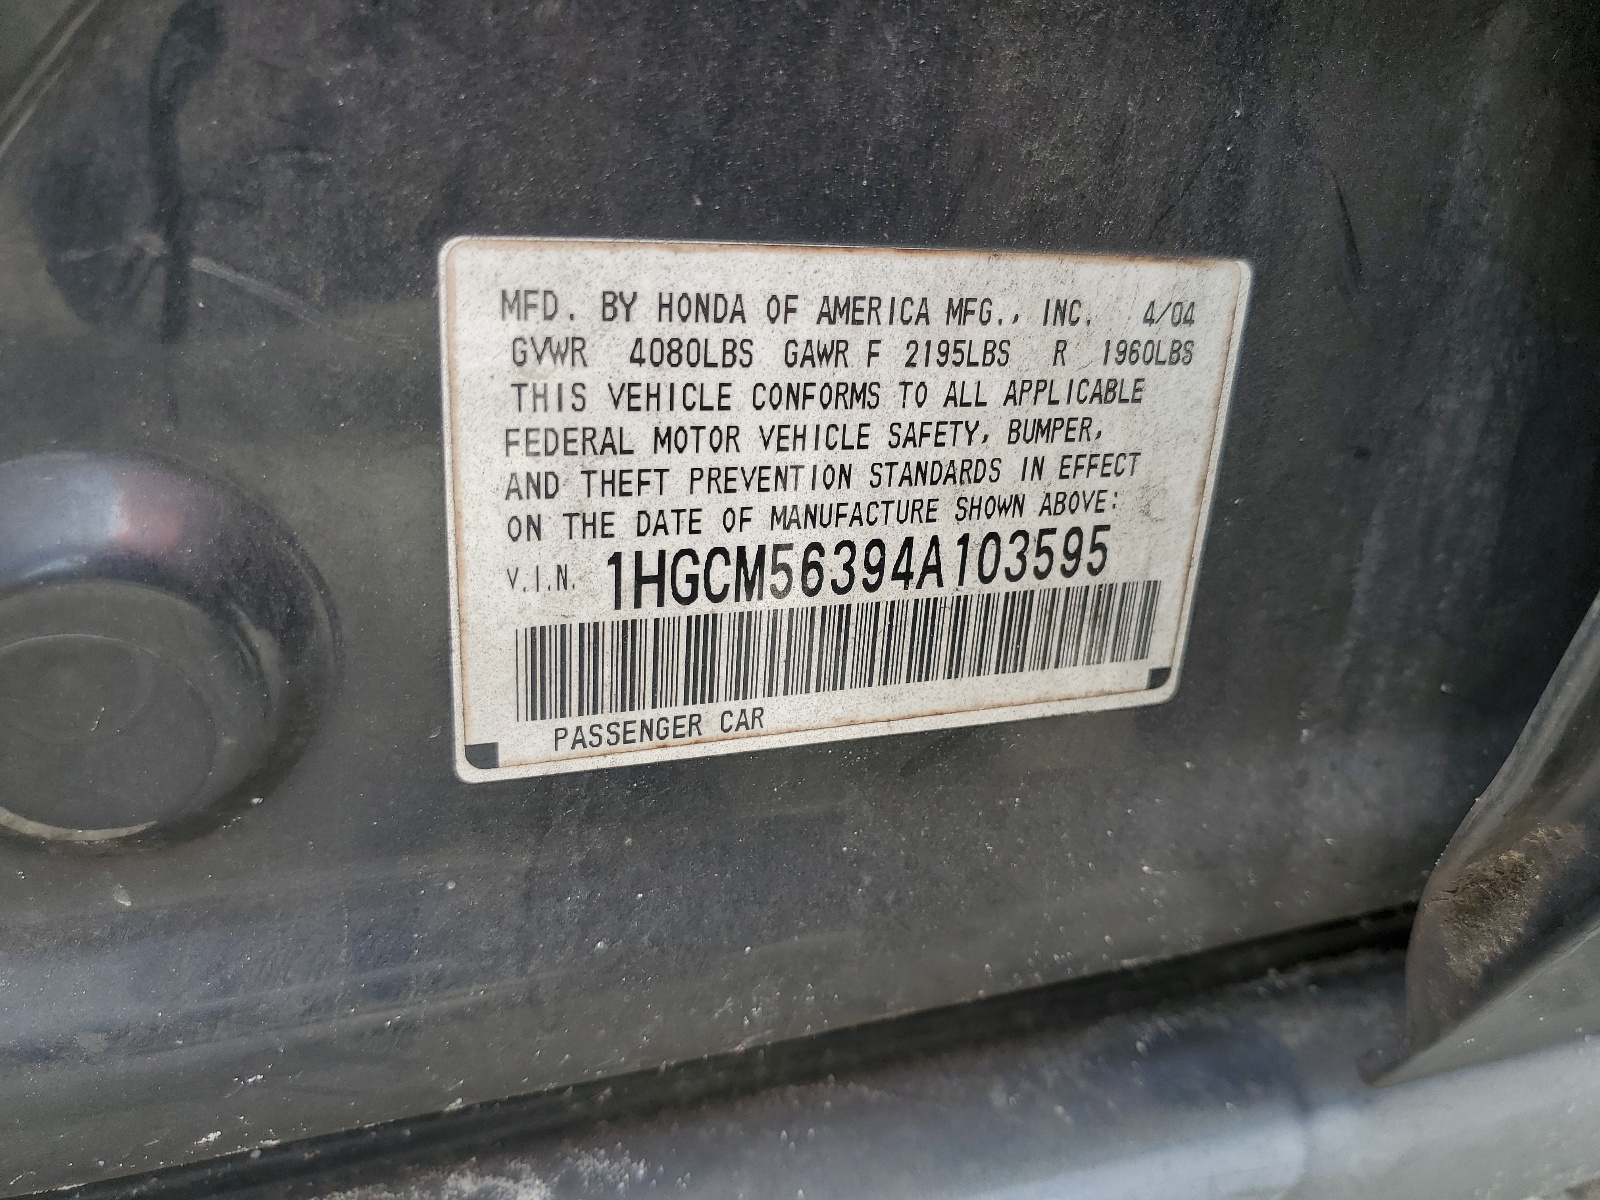 MFD. BY HONDA OF AMERICA MFG., INC. 4/04
GVWR 4080LBS GAWR F 2195LBS R 1960LBS
THIS VEHICLE CONFORMS TO ALL APPLICABLE
FEDERAL MOTOR VEHICLE SAFETY, BUMPER,
AND THEFT PREVENTION STANDARDS IN EFFECT
ON THE DATE OF MANUFACTURE SHOWN ABOVE:
V.I.N. 1HGCM56394A103595
PASSENGER CAR